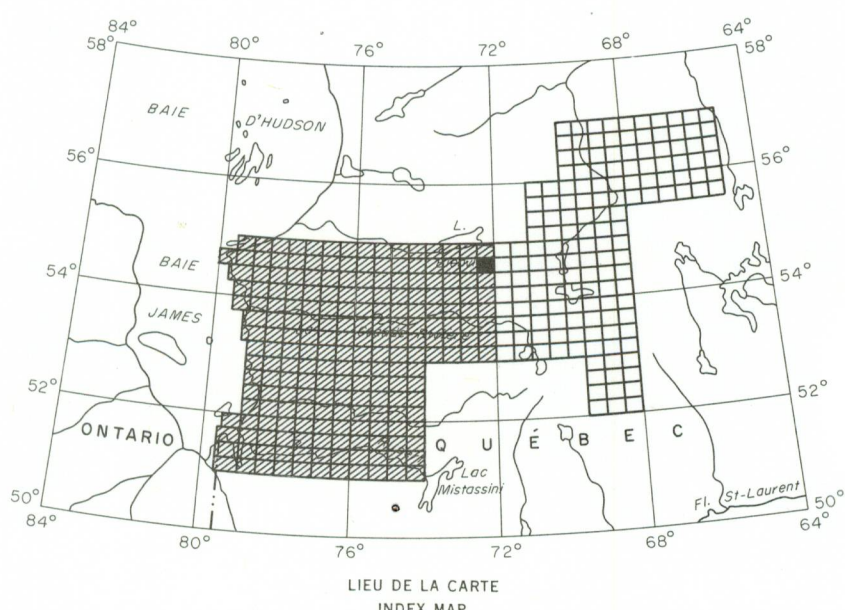 84°
58°
80°
76°
72°
68°
64°
58°
BAIE
D'HUDSON
56°
56°
L.
BAIE
54°
54°
JAMES
52°
52°
ONTARIO
QUÉBEC
Lac
Mistassini
Fl. St-Laurent
50°
50°
84°
80°
76°
72°
68°
64°
LIEU DE LA CARTE
INDEX MAP